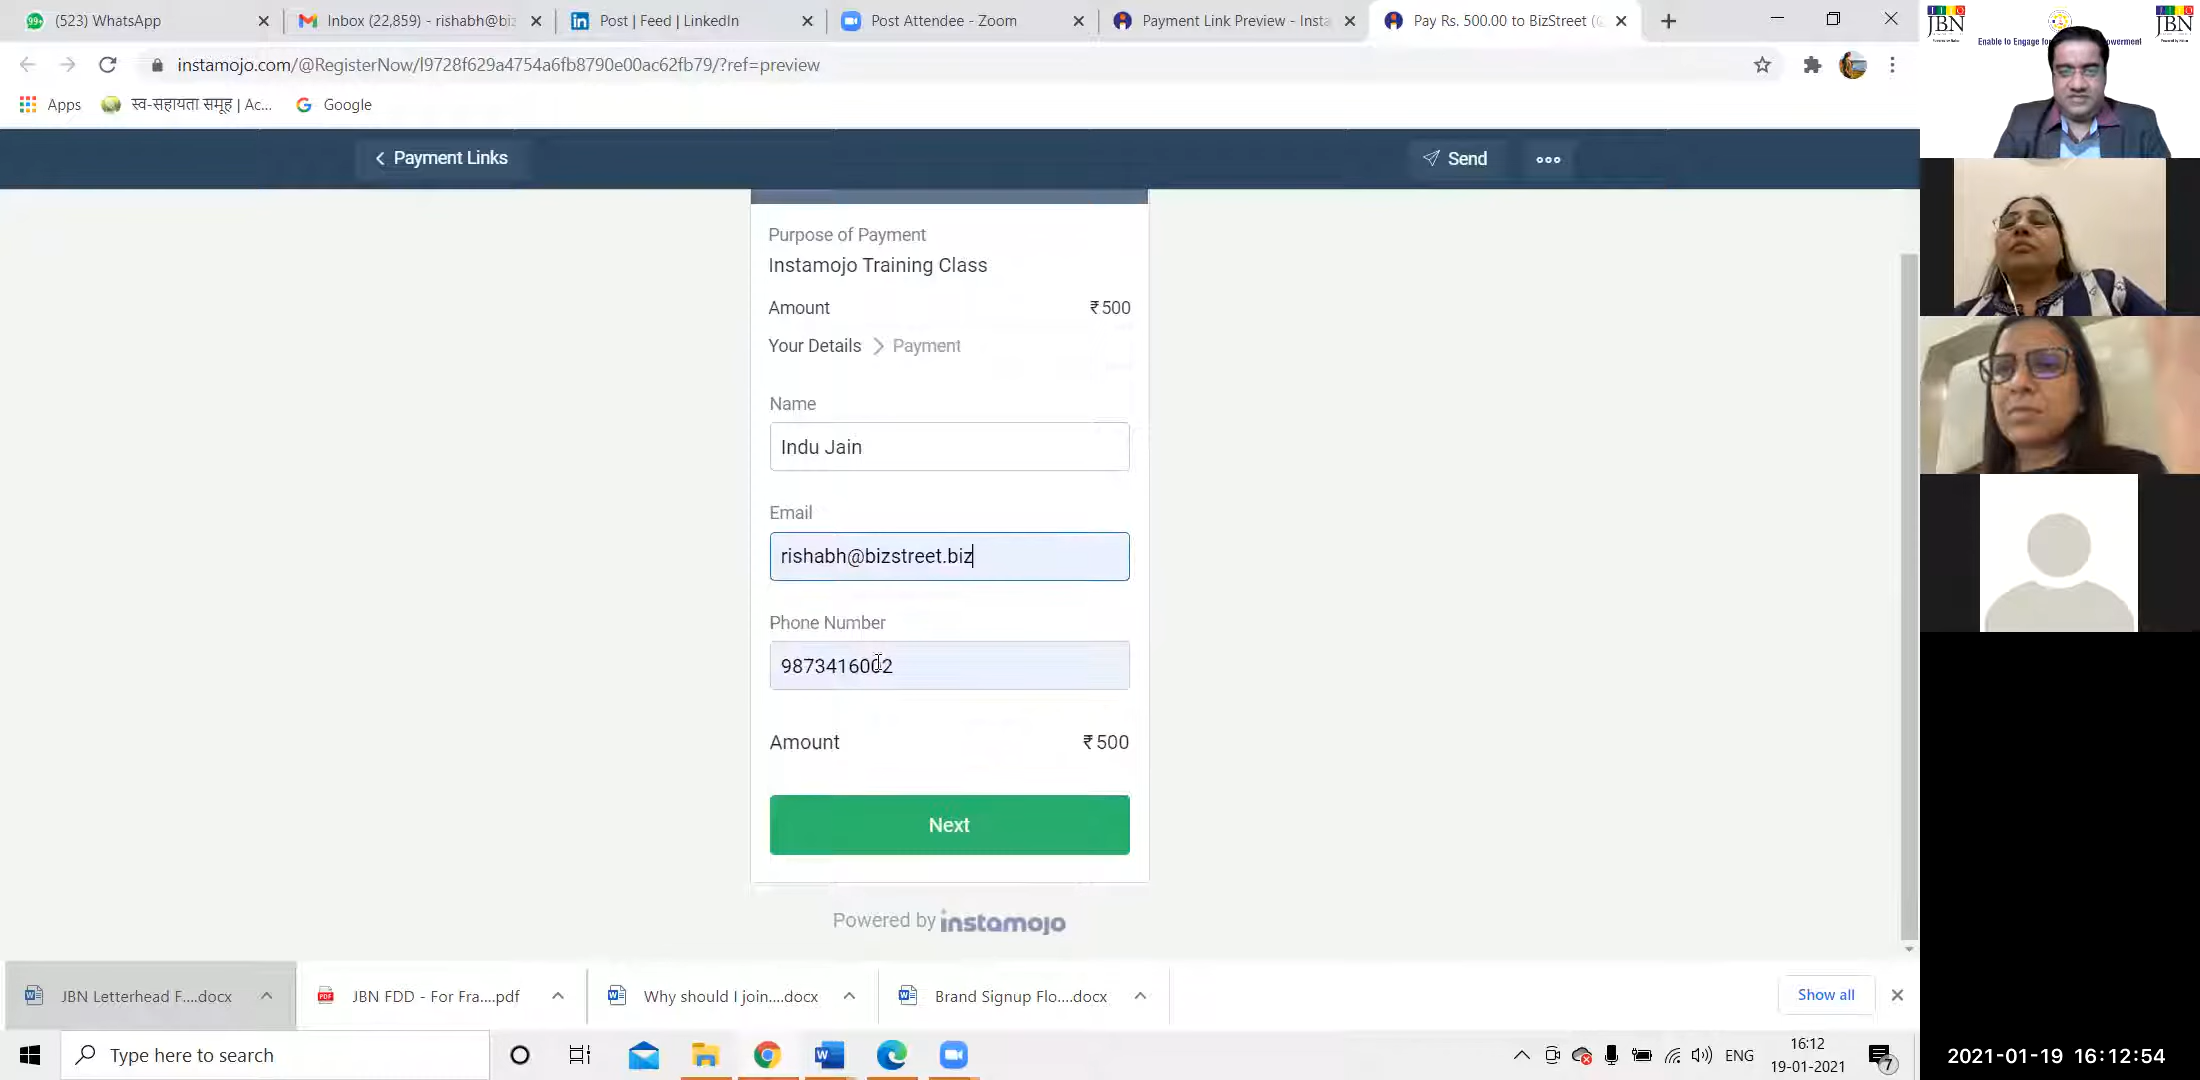 (523) WhatsApp
Inbox (22,859) - rishabh@biz
Post | Feed | LinkedIn
Post Attendee - Zoom
Payment Link Preview - Insta
Pay Rs. 500.00 to BizStreet (
instamojo.com/@RegisterNow/l9728f629a4754a6fb8790e00ac62fb79/?ref=preview
Apps
स्व-सहायता समूह | Ac...
Google
Payment Links
Send
Purpose of Payment
Instamojo Training Class
Amount ₹500
Your Details > Payment
Name
Indu Jain
Email
rishabh@bizstreet.biz
Phone Number
9873416002
Amount ₹500
Next
Powered by instamojo
JBN Letterhead F....docx
JBN FDD - For Fra....pdf
Why should I join....docx
Brand Signup Flo....docx
Show all
Type here to search
ENG
16:12
19-01-2021
7
JBN
Enable to Engage for
JBN
2021-01-19 16:12:54